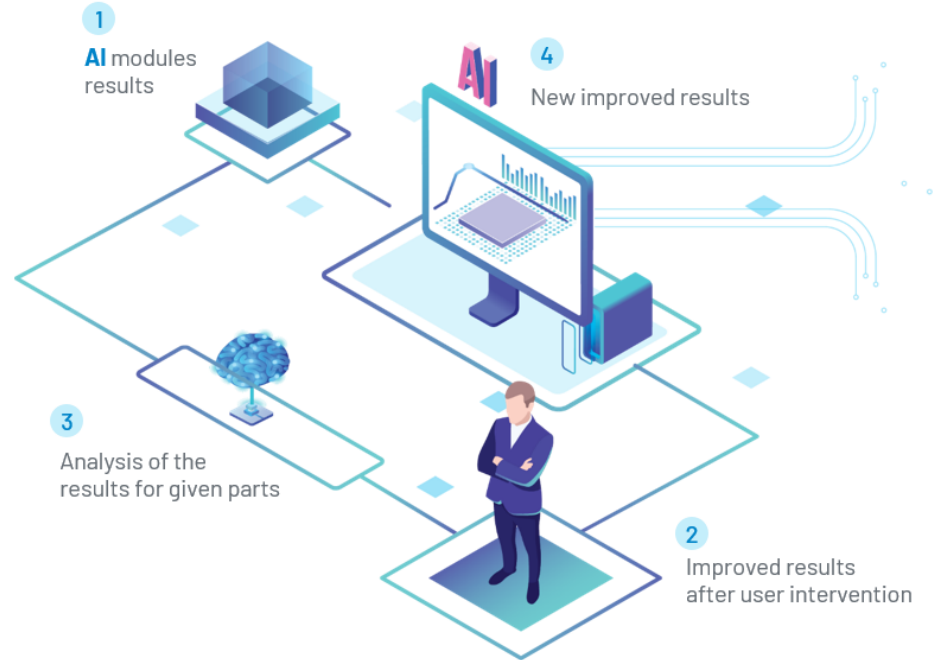 1
AI modules
results
AI
4
New improved results
3
Analysis of the
results for given parts
2
Improved results
after user intervention